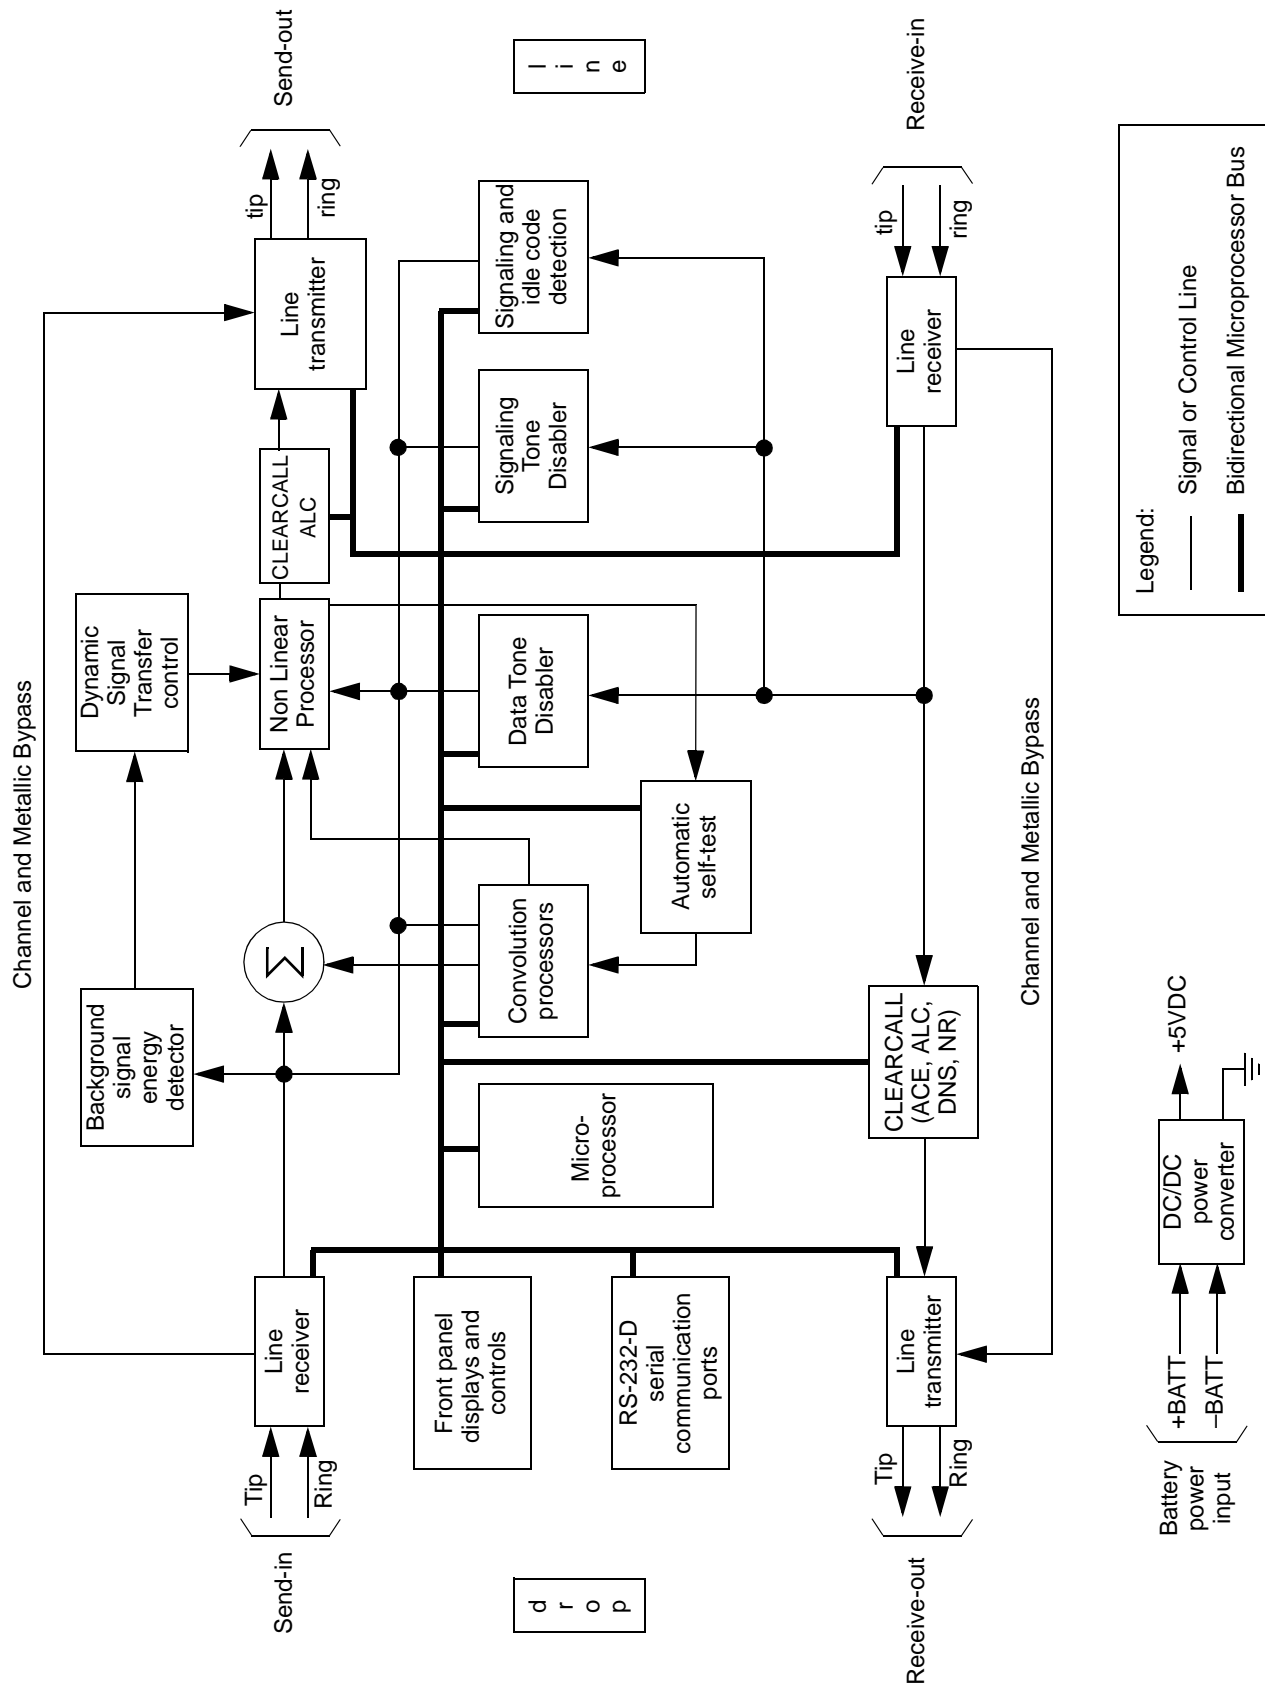 Channel and Metallic Bypass
Background
signal
energy
detector
Dynamic
Signal
Transfer
control
Send-in
Tip
Ring
Line
receiver
Σ
Non Linear
Processor
CLEARCALL
ALC
Line
transmitter
tip
ring
Send-out
Front panel
displays and
controls
Micro-
processor
Convolution
processors
Data Tone
Disabler
Signaling
Tone
Disabler
Signaling and
idle code
detection
d r o p
l i n e
RS-232-D
serial
communication
ports
Automatic
self-test
Receive-out
Tip
Ring
Line
transmitter
CLEARCALL
(ACE, ALC,
DNS, NR)
Line
receiver
tip
ring
Receive-in
Channel and Metallic Bypass
Battery
power
input
+BATT
–BATT
DC/DC
power
converter
+5VDC
Legend:
Signal or Control Line
Bidirectional Microprocessor Bus